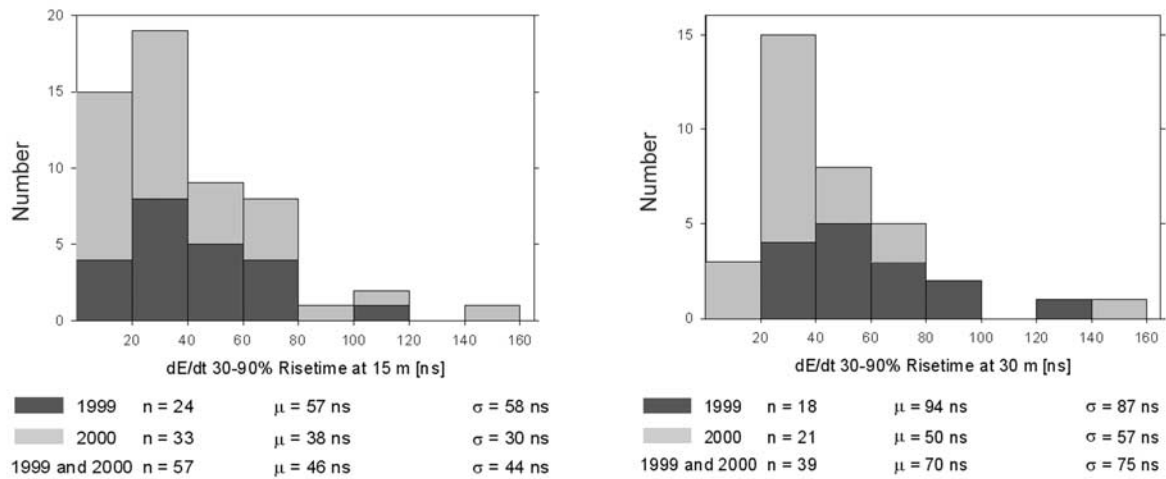 20
15
10
5
0
Number
20 40 60 80 100 120 140 160
dE/dt 30-90% Risetime at 15 m [ns]
1999 n = 24 μ = 57 ns σ = 58 ns
2000 n = 33 μ = 38 ns σ = 30 ns
1999 and 2000 n = 57 μ = 46 ns σ = 44 ns
15
10
5
0
Number
20 40 60 80 100 120 140 160
dE/dt 30-90% Risetime at 30 m [ns]
1999 n = 18 μ = 94 ns σ = 87 ns
2000 n = 21 μ = 50 ns σ = 57 ns
1999 and 2000 n = 39 μ = 70 ns σ = 75 ns